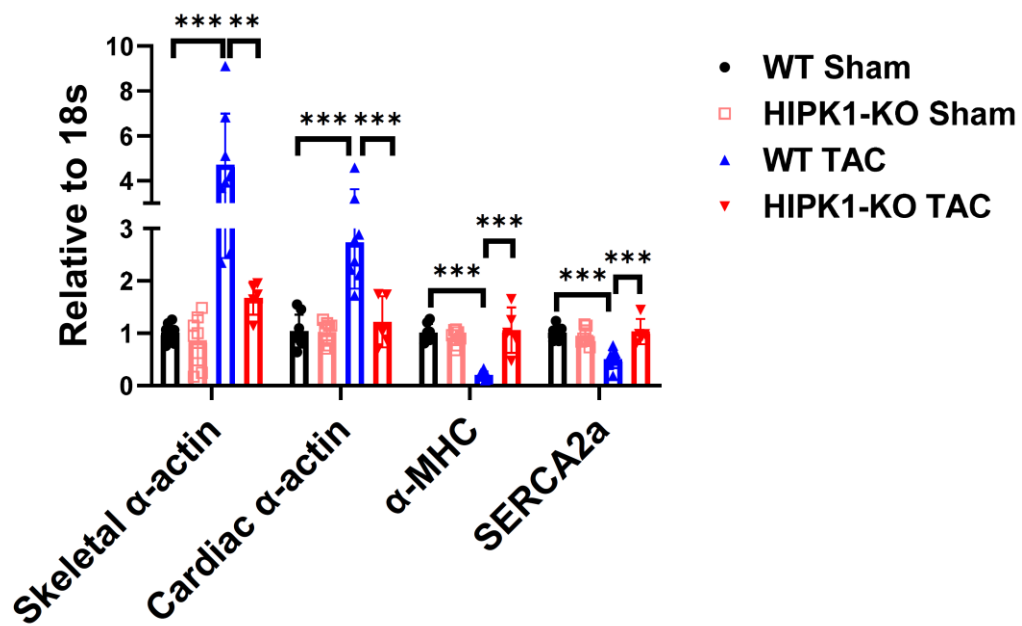 Relative to 18s
10
8
6
4
3
2
1
0
*** **
*** ***
***
***
***
***
Skeletal α-actin
Cardiac α-actin
α-MHC
SERCA2a
WT Sham
HIPK1-KO Sham
WT TAC
HIPK1-KO TAC